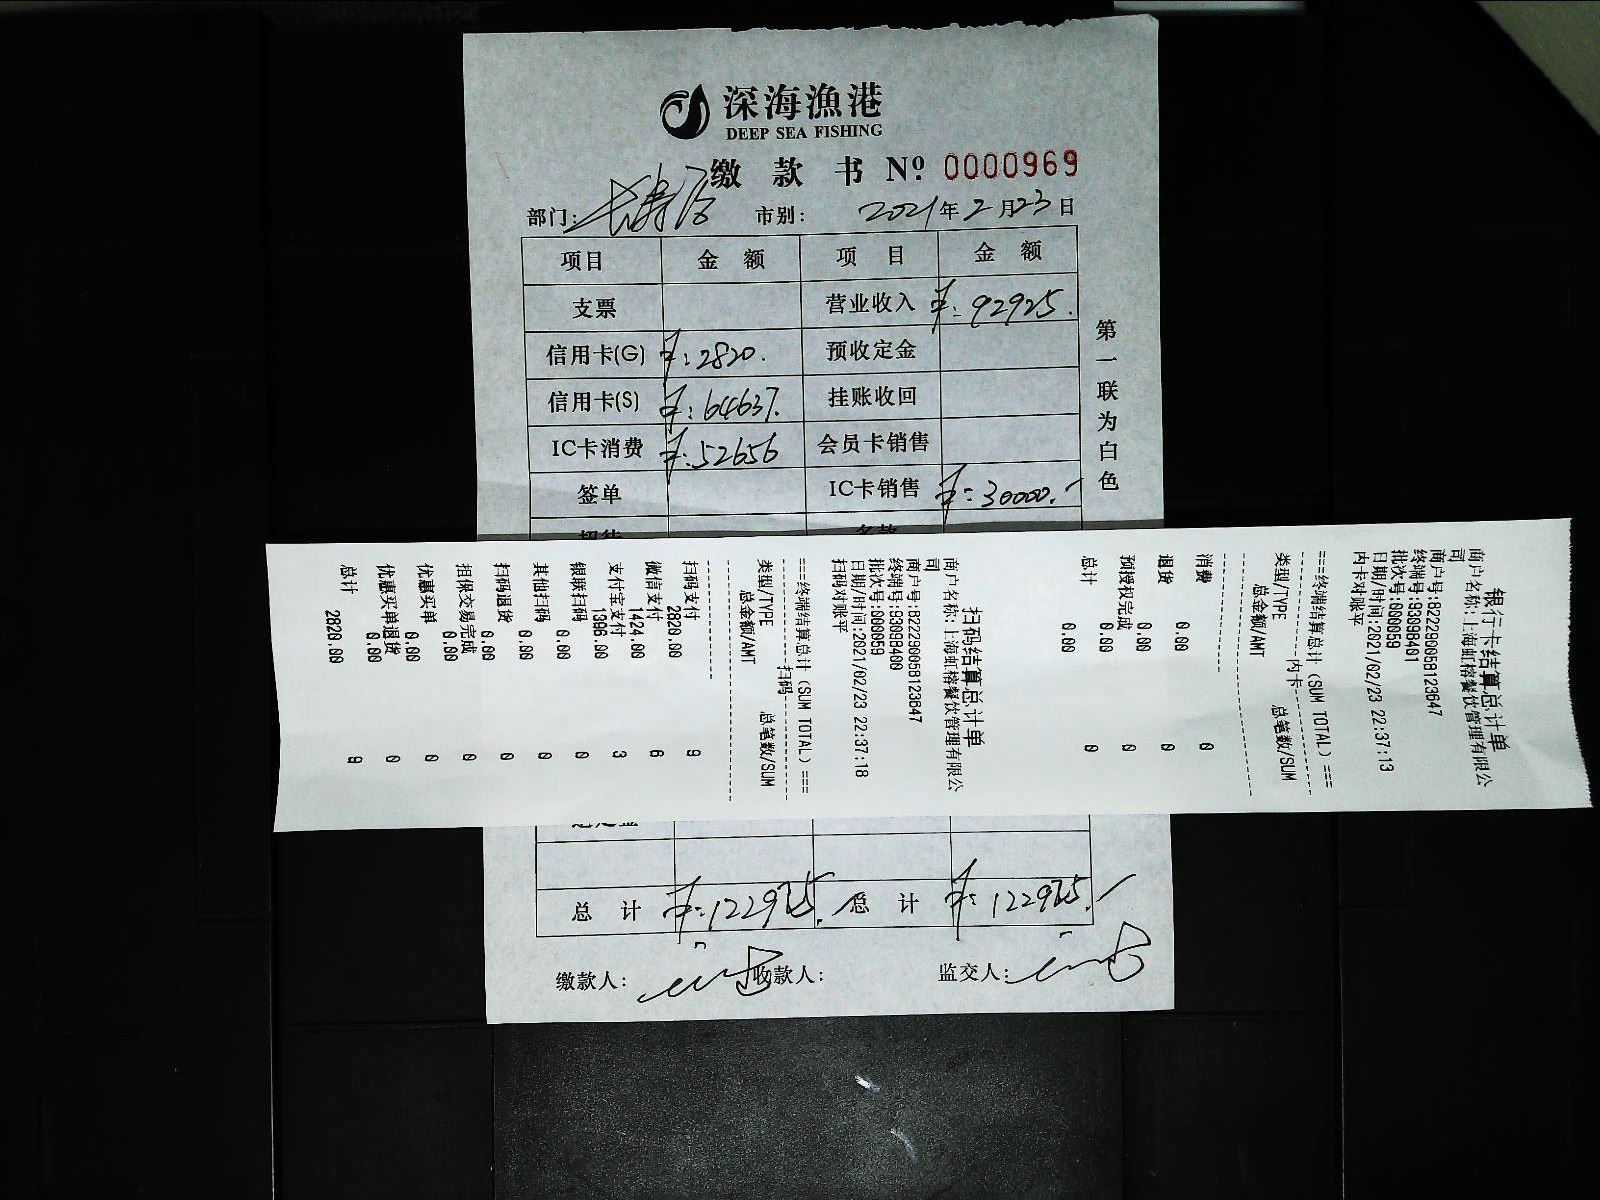 深海漁港
DEEP SEA FISHING
缴 款 书 Nº 0000969
部门: 市别: 2021年2月23日
项目 金 额 项 目 金 额
支票 营业收入 ¥:92925.
信用卡(G) ¥:2820. 预收定金
信用卡(S) ¥:64637. 挂账收回
IC卡消费 ¥:52656 会员卡销售
签单 IC卡销售 ¥:30000.
总 计 ¥:122925. 总 计 ¥:122925.
缴款人: 收款人: 监交人:
第一联为白色
银行卡结算总计单
商户名称:上海虹榕餐饮管理有限公
司
商户号:822290058123647
终端号:93098401
批次号:000059
日期/时间:2021/02/23 22:37:13
内卡对账平
===终端结算总计(SUM TOTAL)===
内卡
类型/TYPE 总笔数/SUM
总金额/AMT
消费 0
0.00
退货 0
0.00
预授权完成 0
0.00
总计 0
0.00
扫码结算总计单
商户名称:上海虹榕餐饮管理有限公
司
商户号:822290058123647
终端号:93098400
批次号:000059
日期/时间:2021/02/23 22:37:18
扫码对账平
===终端结算总计(SUM TOTAL)===
扫码
类型/TYPE 总笔数/SUM
总金额/AMT
扫码支付 9
2820.00
微信支付 6
1424.00
支付宝支付 3
1396.00
银联扫码 0
0.00
其他扫码 0
0.00
扫码退货 0
0.00
担保交易完成 0
0.00
优惠买单 0
0.00
优惠买单退货 0
0.00
总计 9
2820.00